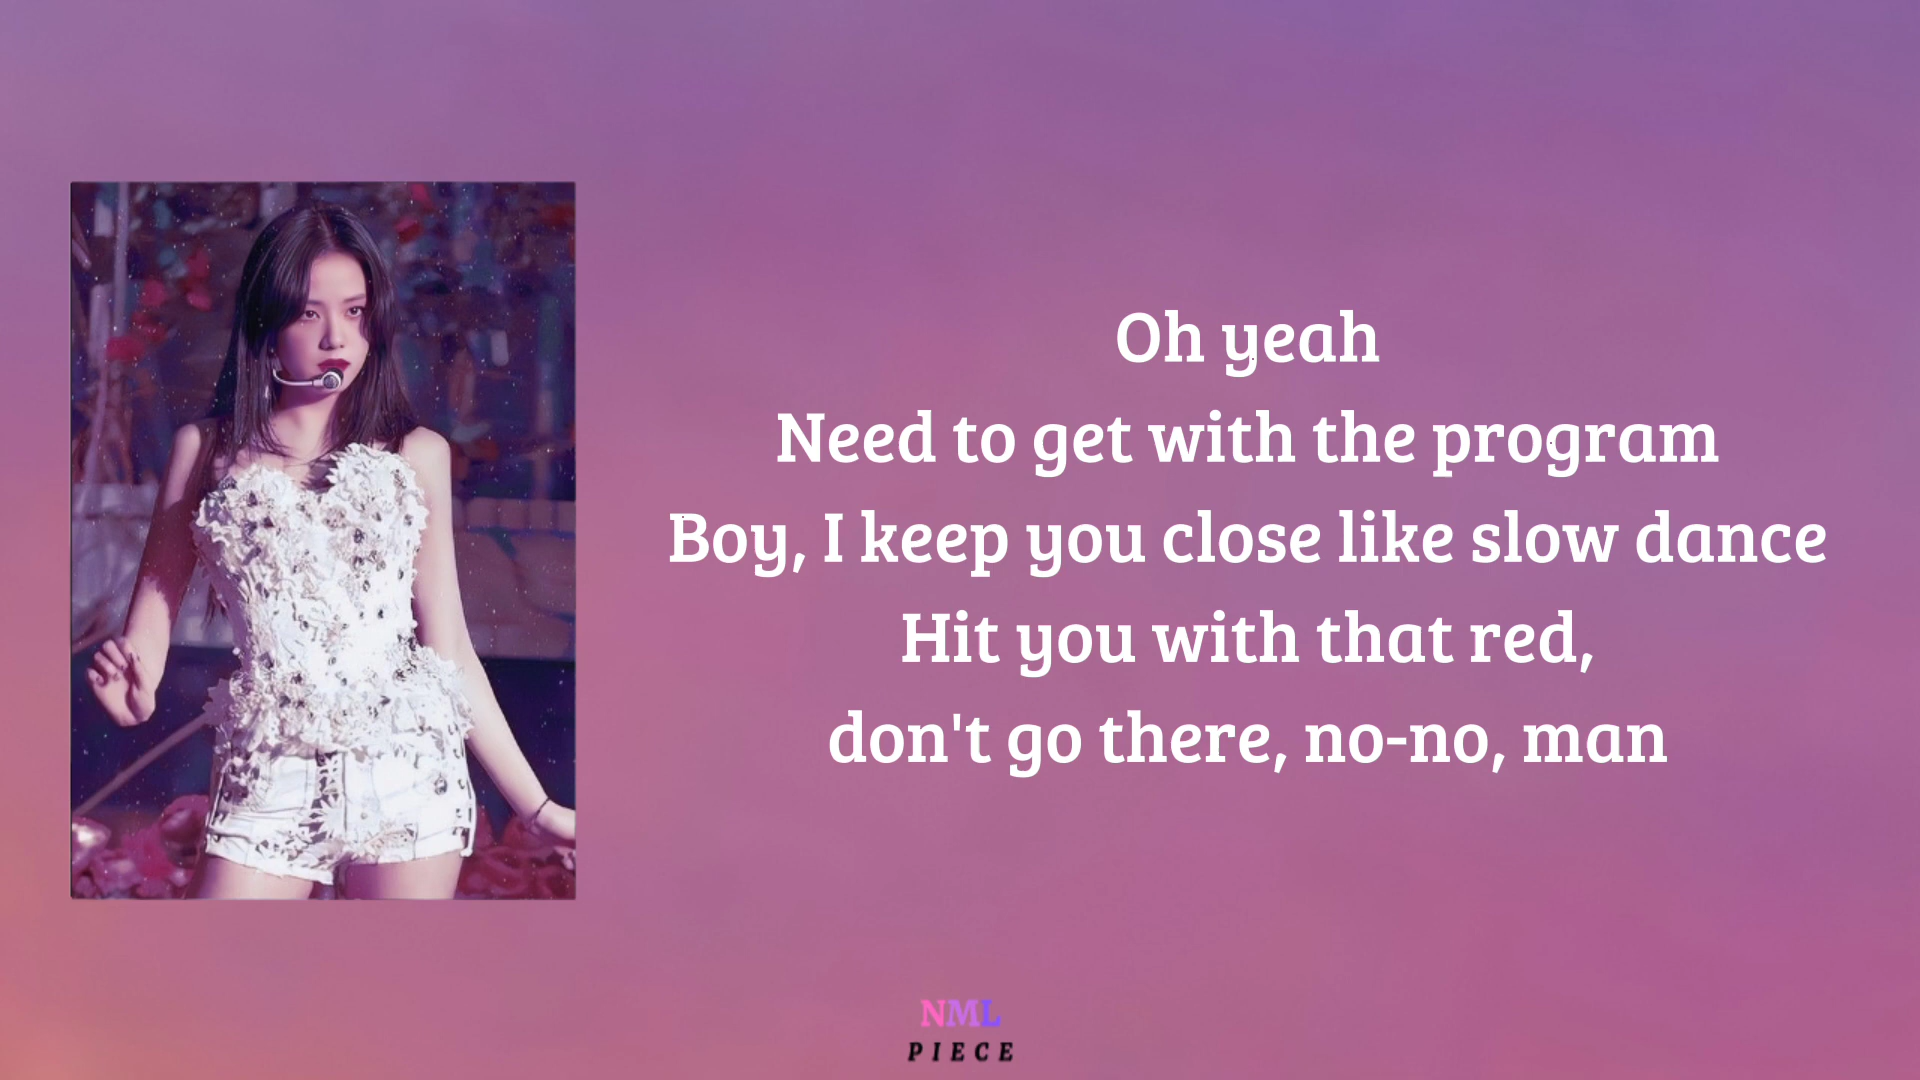 Oh yeah
Need to get with the program
Boy, I keep you close like slow dance
Hit you with that red,
don't go there, no-no, man
NML
PIECE